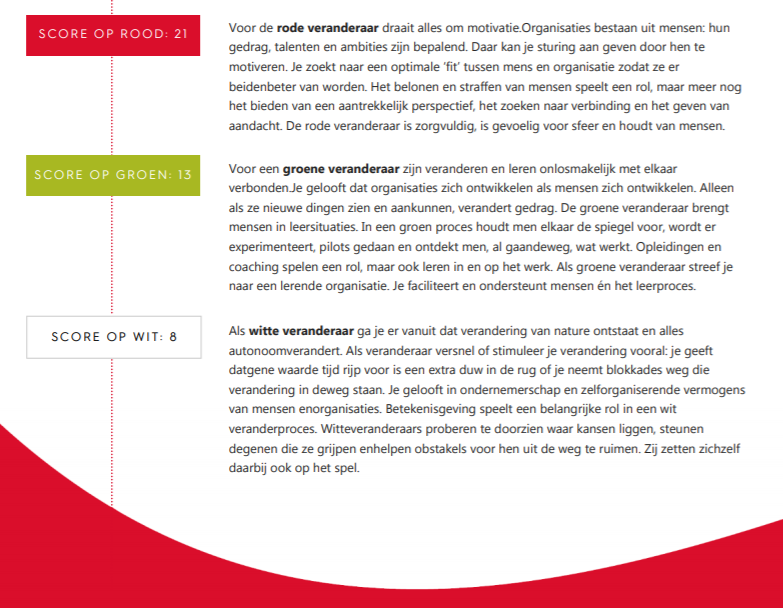 SCORE OP ROOD: 21
Voor de rode veranderaar draait alles om motivatie.Organisaties bestaan uit mensen: hun
gedrag, talenten en ambities zijn bepalend. Daar kan je sturing aan geven door hen te
motiveren. Je zoekt naar een optimale 'fit' tussen mens en organisatie zodat ze er
beidenbeter van worden. Het belonen en straffen van mensen speelt een rol, maar meer nog
het bieden van een aantrekkelijk perspectief, het zoeken naar verbinding en het geven van
aandacht. De rode veranderaar is zorgvuldig, is gevoelig voor sfeer en houdt van mensen.
SCORE OP GROEN: 13
Voor een groene veranderaar zijn veranderen en leren onlosmakelijk met elkaar
verbonden.Je gelooft dat organisaties zich ontwikkelen als mensen zich ontwikkelen. Alleen
als ze nieuwe dingen zien en aankunnen, verandert gedrag. De groene veranderaar brengt
mensen in leersituaties. In een groen proces houdt men elkaar de spiegel voor, wordt er
experimenteert, pilots gedaan en ontdekt men, al gaandeweg, wat werkt. Opleidingen en
coaching spelen een rol, maar ook leren in en op het werk. Als groene veranderaar streef je
naar een lerende organisatie. Je faciliteert en ondersteunt mensen én het leerproces.
SCORE OP WIT: 8
Als witte veranderaar ga je er vanuit dat verandering van nature ontstaat en alles
autonoomverandert. Als veranderaar versnel of stimuleer je verandering vooral: je geeft
datgene waarde tijd rijp voor is een extra duw in de rug of je neemt blokkades weg die
verandering in deweg staan. Je gelooft in ondernemerschap en zelforganiserende vermogens
van mensen enorganisaties. Betekenisgeving speelt een belangrijke rol in een wit
veranderproces. Witteveranderaars proberen te doorzien waar kansen liggen, steunen
degenen die ze grijpen enhelpen obstakels voor hen uit de weg te ruimen. Zij zetten zichzelf
daarbij ook op het spel.